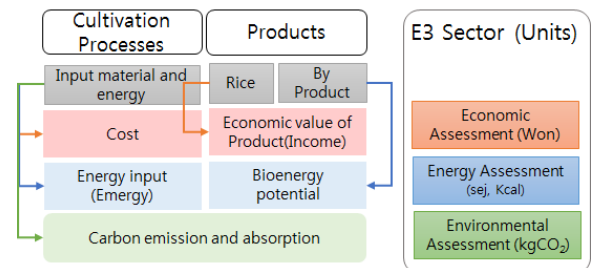 Cultivation
Processes
Products
E3 Sector (Units)
Input material and
energy
Rice
By
Product
Cost
Economic value of
Product(Income)
Energy input
(Emergy)
Bioenergy
potential
Carbon emission and absorption
Economic
Assessment (Won)
Energy Assessment
(sej, Kcal)
Environmental
Assessment (kgCO₂)